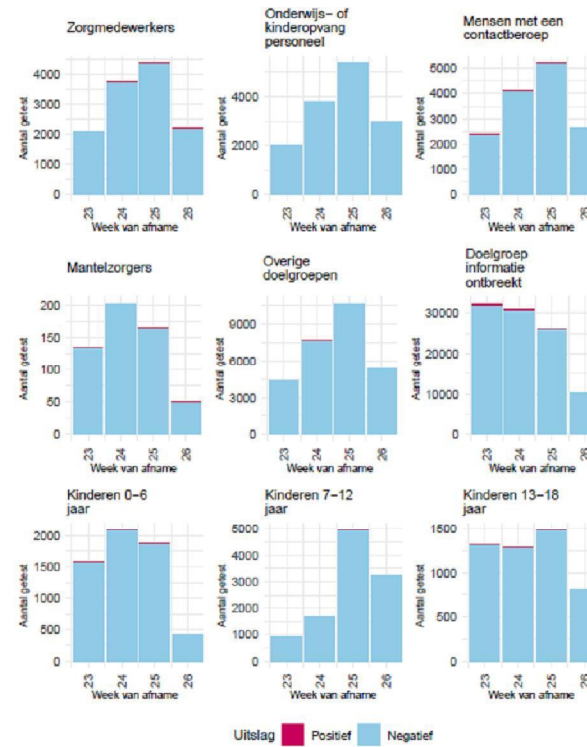 Zorgmedewerkers
Aantal getest
4000
3000
2000
1000
0
23
24
25
26
Week van afname
Onderwijs- of
kinderopvang
personeel
Aantal getest
4000
2000
0
23
24
25
26
Week van afname
Mensen met een
contactberoep
Aantal getest
5000
4000
3000
2000
1000
0
23
24
25
26
Week van afname
Mantelzorgers
Aantal getest
200
150
100
50
0
23
24
25
26
Week van afname
Overige
doelgroepen
Aantal getest
9000
6000
3000
0
23
24
25
26
Week van afname
Doelgroep
informatie
ontbreekt
Aantal getest
30000
20000
10000
0
23
24
25
26
Week van afname
Kinderen 0-6
jaar
Aantal getest
2000
1500
1000
500
0
23
24
25
26
Week van afname
Kinderen 7-12
jaar
Aantal getest
5000
4000
3000
2000
1000
0
23
24
25
26
Week van afname
Kinderen 13-18
jaar
Aantal getest
1500
1000
500
0
23
24
25
26
Week van afname
Uitslag
Positief
Negatief